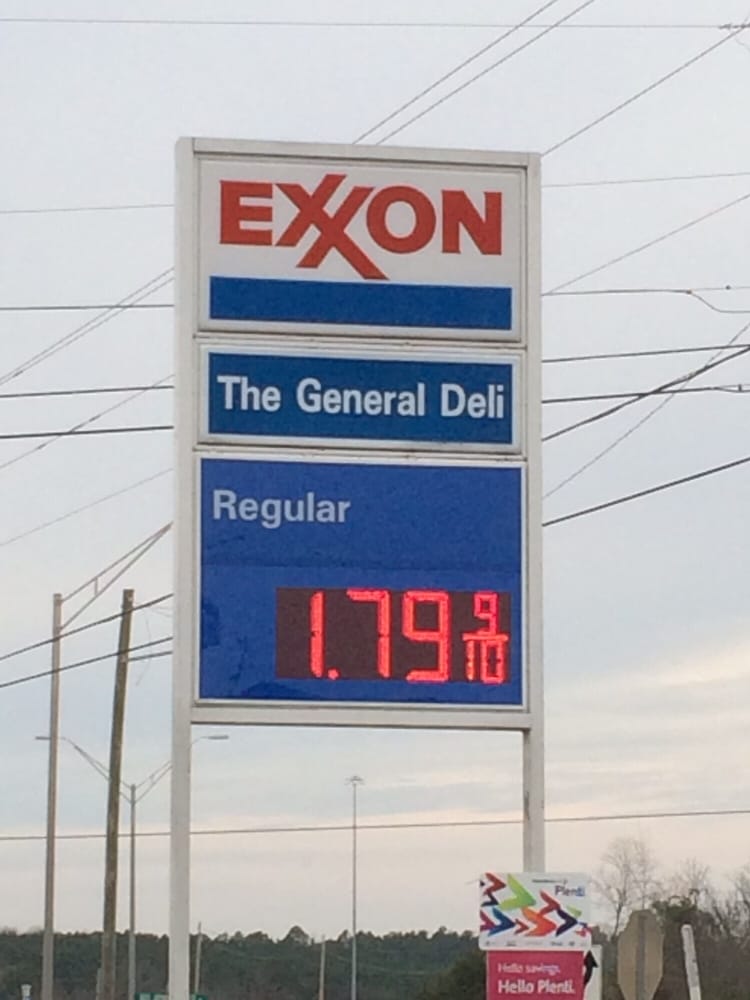 EXXON
The General Deli
Regular
1.79 9/10
Plenti
Hello savings.
Hello Plenti.